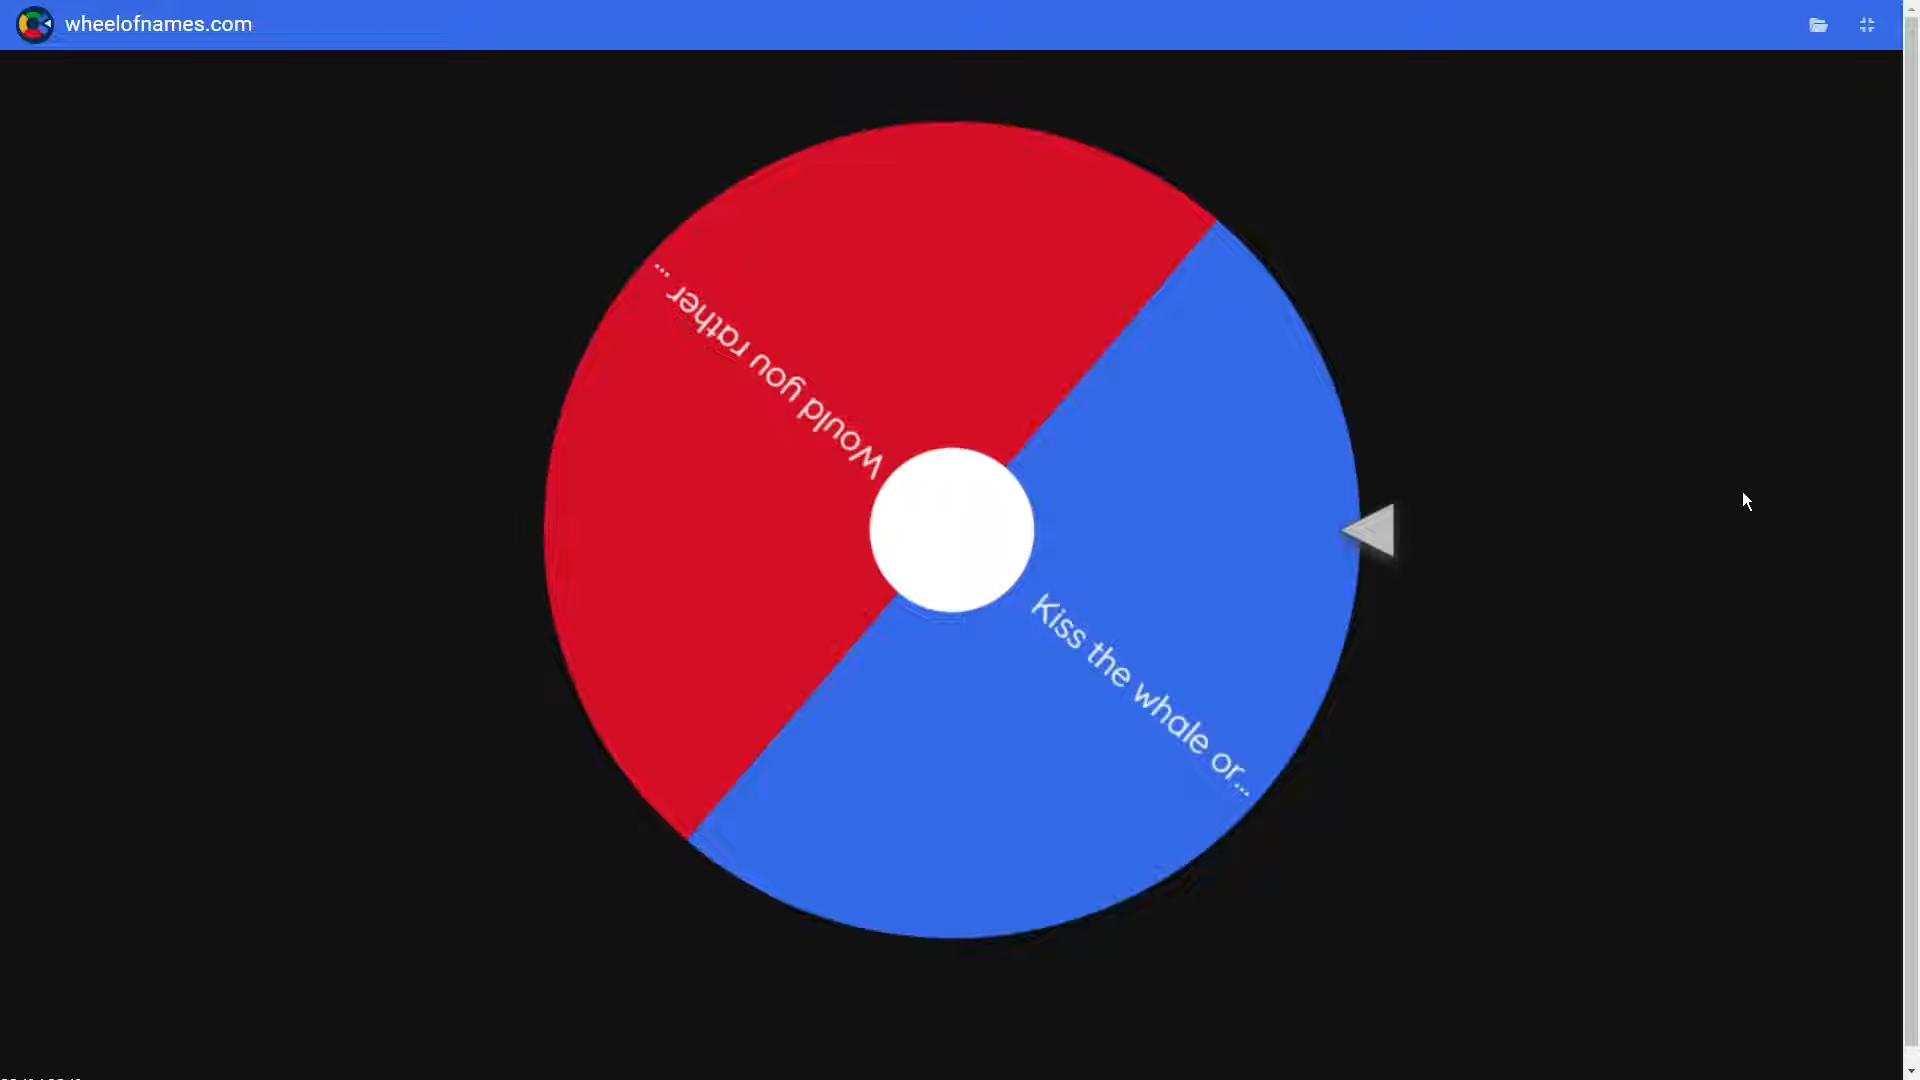 wheelofnames.com
Would you rather ...
Kiss the whale or...